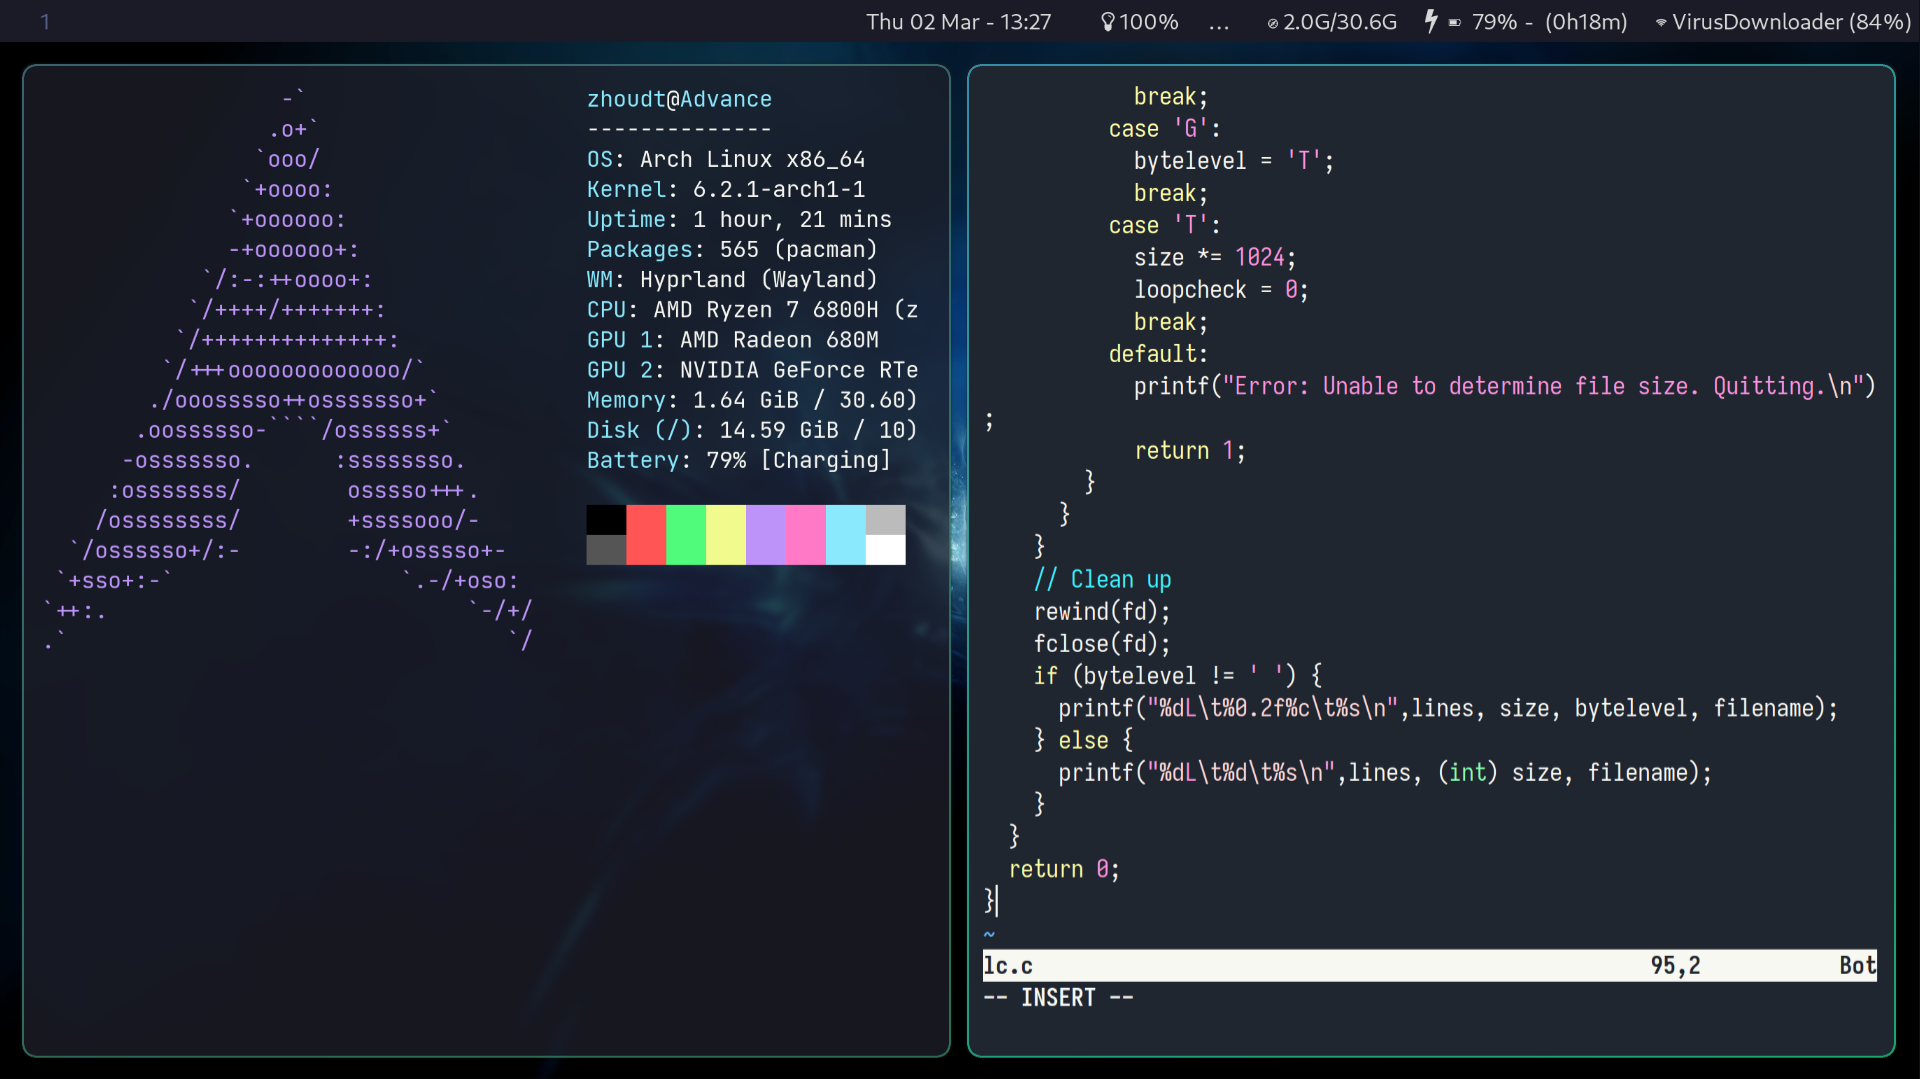 1
Thu 02 Mar - 13:27
100%
...
2.0G/30.6G
79% - (0h18m)
VirusDownloader (84%)
                  -`
                 .o+`
                `ooo/
               `+oooo:
              `+oooooo:
              -+oooooo+:
            `/:-:++oooo+:
           `/++++/+++++++:
          `/++++++++++++++:
         `/+++ooooooooooooo/`
        ./ooosssso++osssssso+`
       .oossssso-````/ossssss+`
      -osssssso.      :ssssssso.
     :osssssss/        osssso+++.
    /ossssssss/        +ssssooo/-
  `/ossssso+/:-        -:/+osssso+-
 `+sso+:-`                 `.-/+oso:
`++:.                           `-/+/
.`                                 `/
zhoudt@Advance
--------------
OS: Arch Linux x86_64
Kernel: 6.2.1-arch1-1
Uptime: 1 hour, 21 mins
Packages: 565 (pacman)
WM: Hyprland (Wayland)
CPU: AMD Ryzen 7 6800H (z
GPU 1: AMD Radeon 680M
GPU 2: NVIDIA GeForce RTe
Memory: 1.64 GiB / 30.60)
Disk (/): 14.59 GiB / 10)
Battery: 79% [Charging]
            break;
          case 'G':
            bytelevel = 'T';
            break;
          case 'T':
            size *= 1024;
            loopcheck = 0;
            break;
          default:
            printf("Error: Unable to determine file size. Quitting.\n")
;
            return 1;
        }
      }
    }
    // Clean up
    rewind(fd);
    fclose(fd);
    if (bytelevel != ' ') {
      printf("%dL\t%0.2f%c\t%s\n",lines, size, bytelevel, filename);
    } else {
      printf("%dL\t%d\t%s\n",lines, (int) size, filename);
    }
  }
  return 0;
}
~
lc.c 95,2 Bot
-- INSERT --